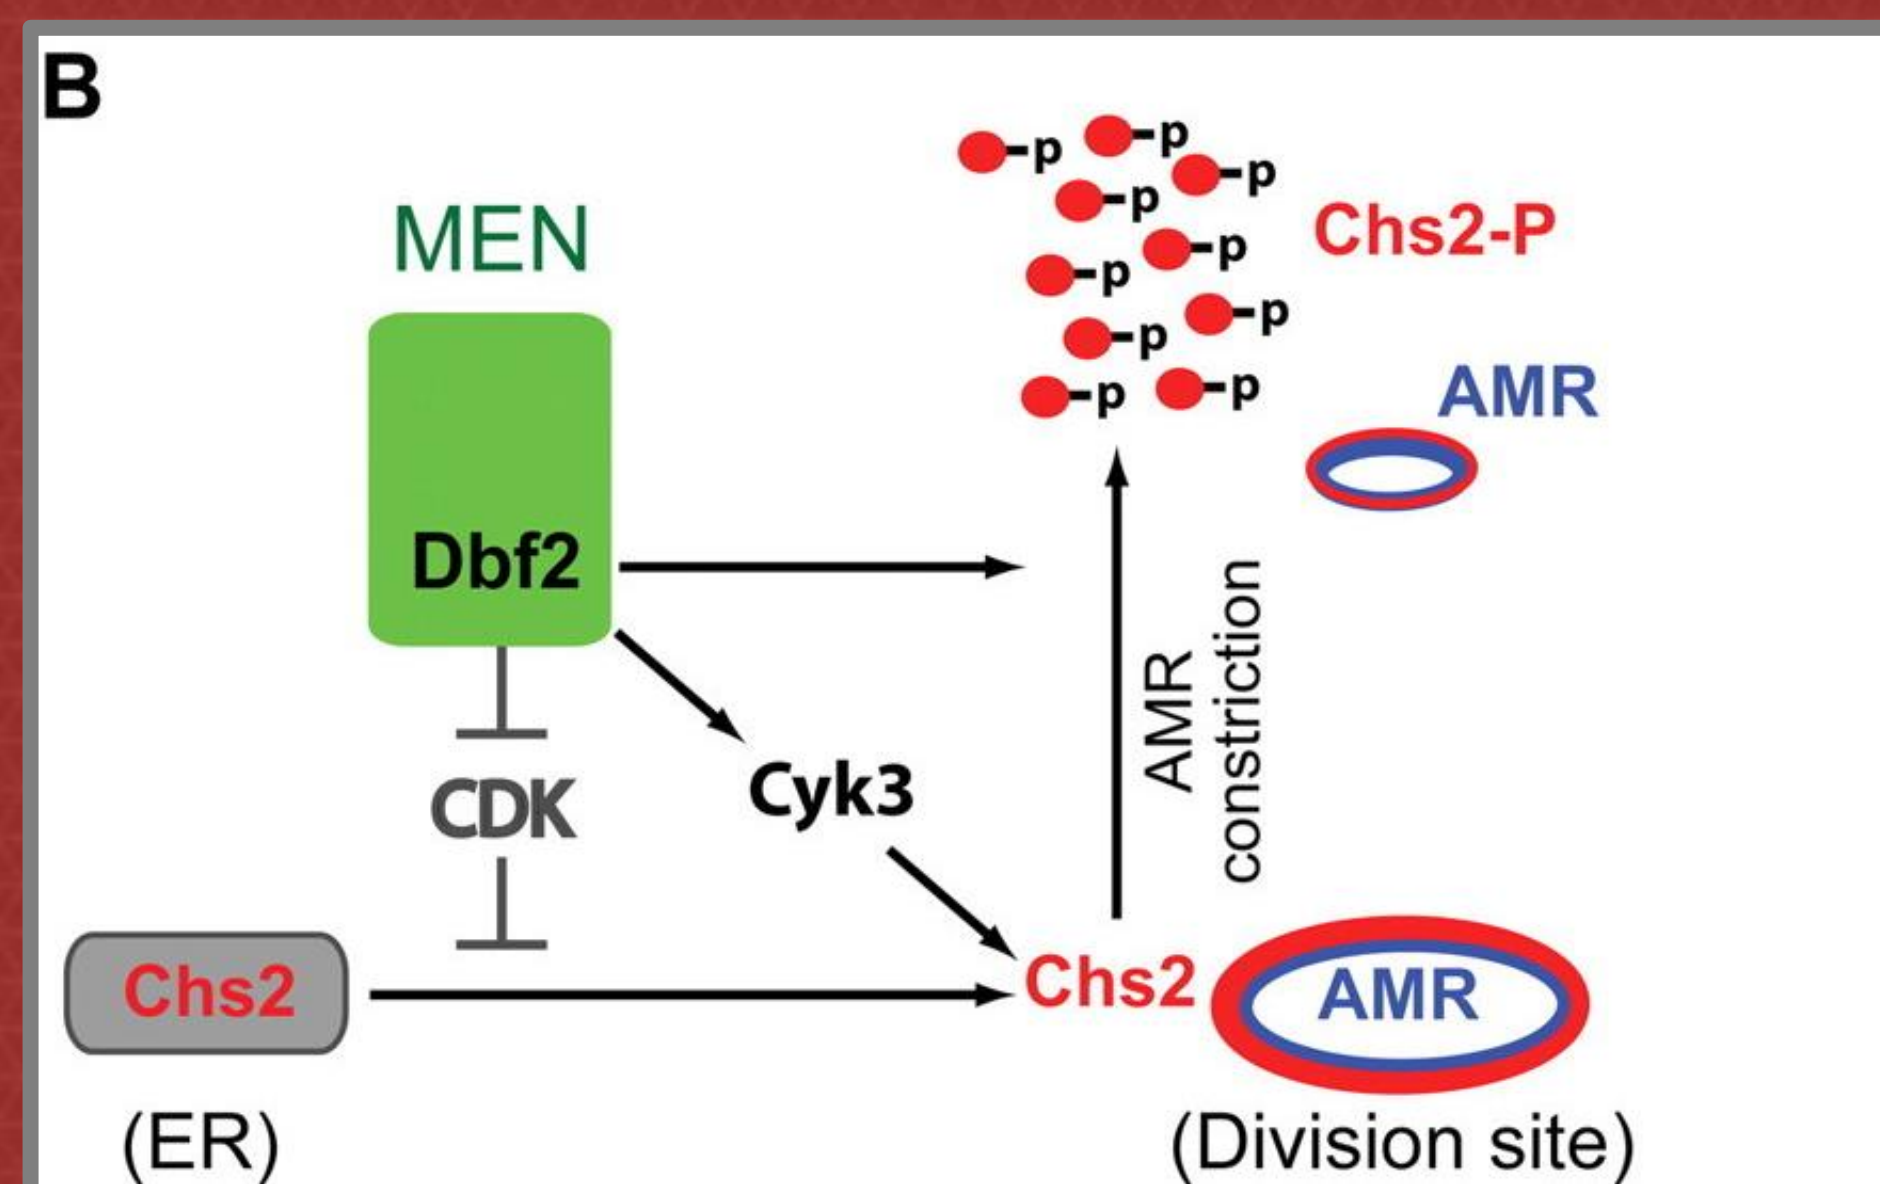 B
MEN
Dbf2
CDK
Cyk3
Chs2
(ER)
-p
-p
-p
-p
-p
-p
-p
-p
-p
-p
Chs2-P
AMR
AMR
constriction
Chs2
AMR
(Division site)